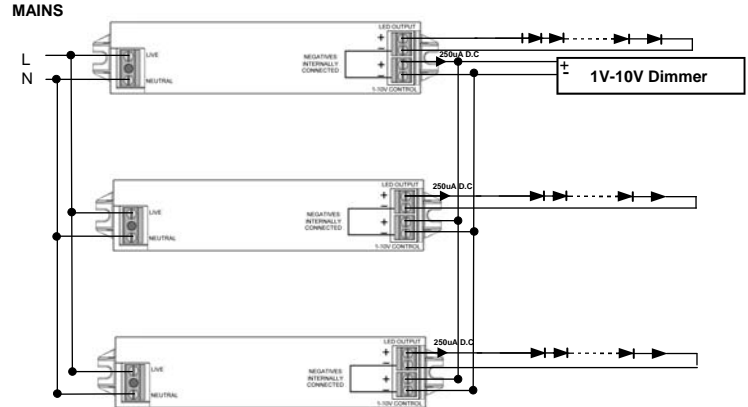 MAINS
L
N
LIVE
NEUTRAL
NEGATIVES
INTERNALLY
CONNECTED
LED OUTPUT
+
−
+
−
1-10V CONTROL
250uA D.C
+
-
1V-10V Dimmer
LIVE
NEUTRAL
NEGATIVES
INTERNALLY
CONNECTED
LED OUTPUT
+
−
+
−
1-10V CONTROL
250uA D.C
LIVE
NEUTRAL
NEGATIVES
INTERNALLY
CONNECTED
LED OUTPUT
+
−
+
−
1-10V CONTROL
250uA D.C